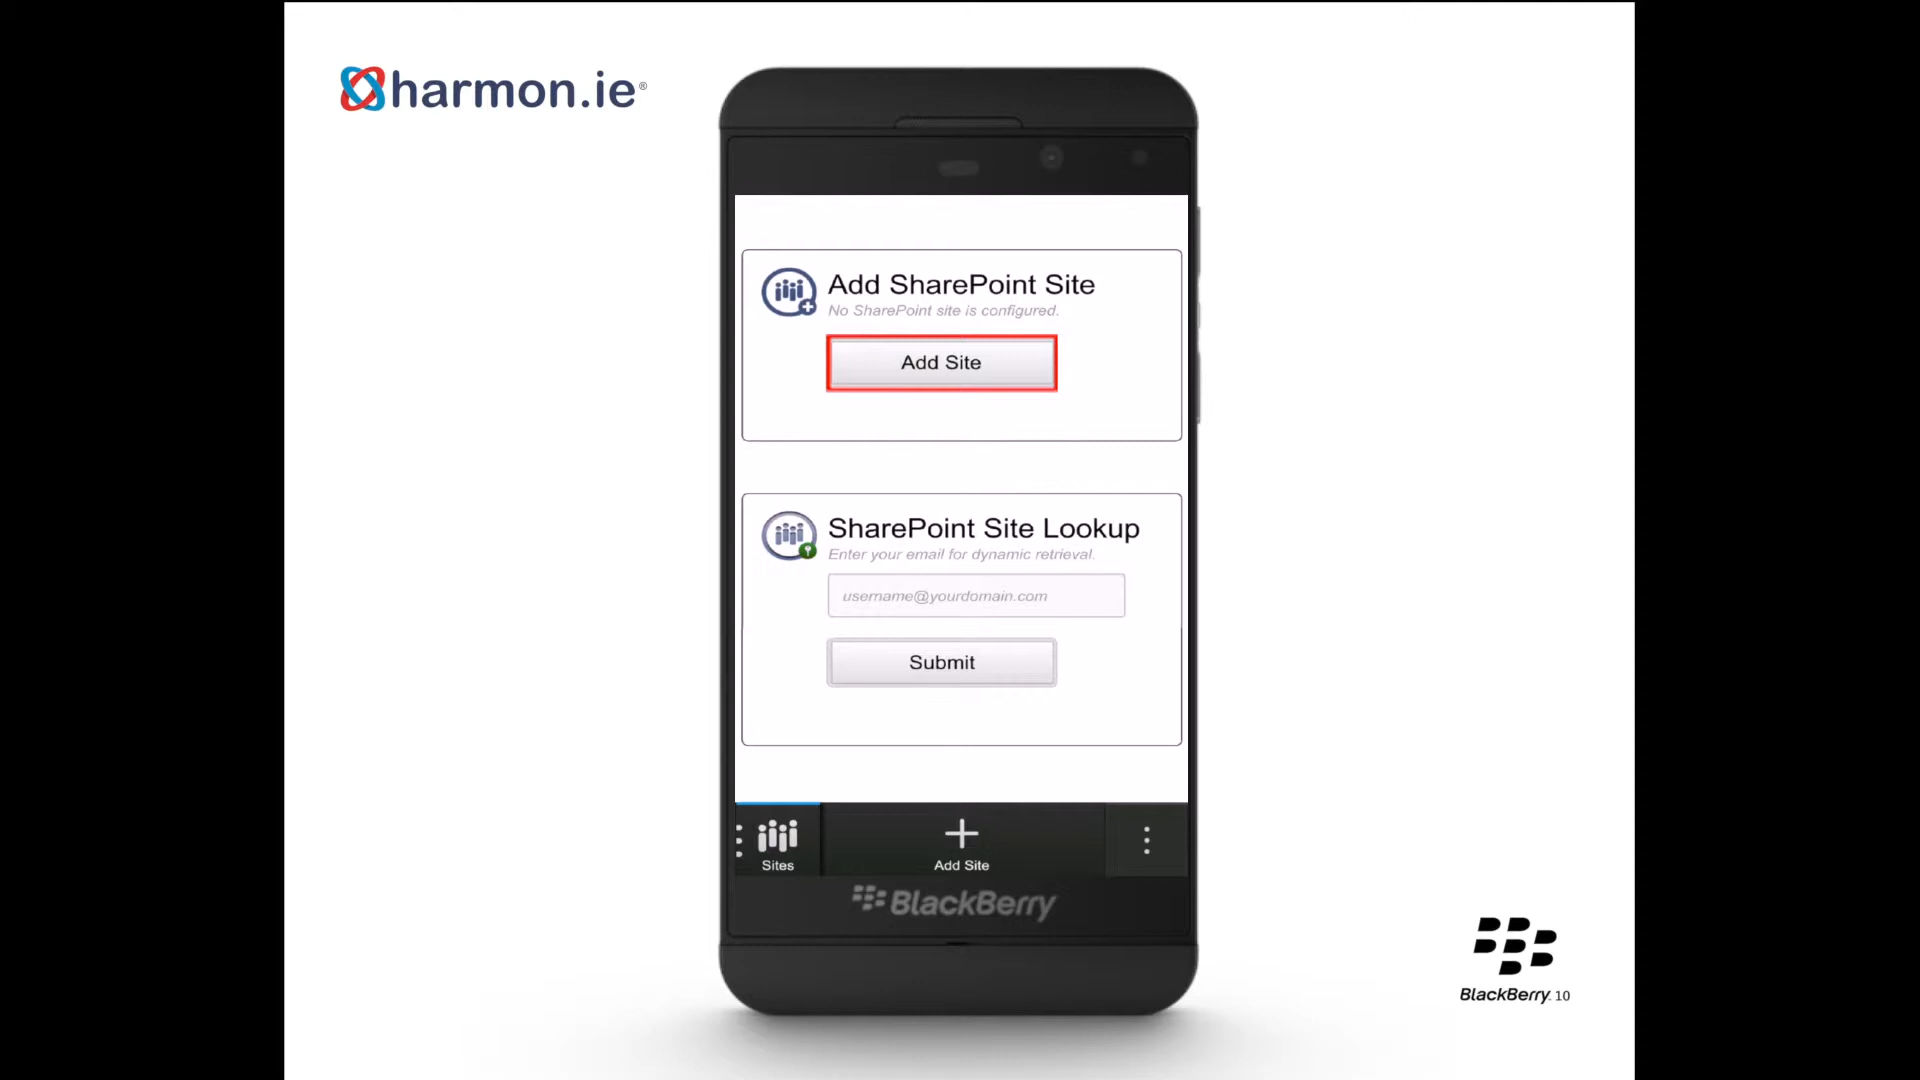 harmon.ie®
Add SharePoint Site
No SharePoint site is configured.
Add Site
SharePoint Site Lookup
Enter your email for dynamic retrieval.
username@yourdomain.com
Submit
Sites
Add Site
BlackBerry
BlackBerry. 10